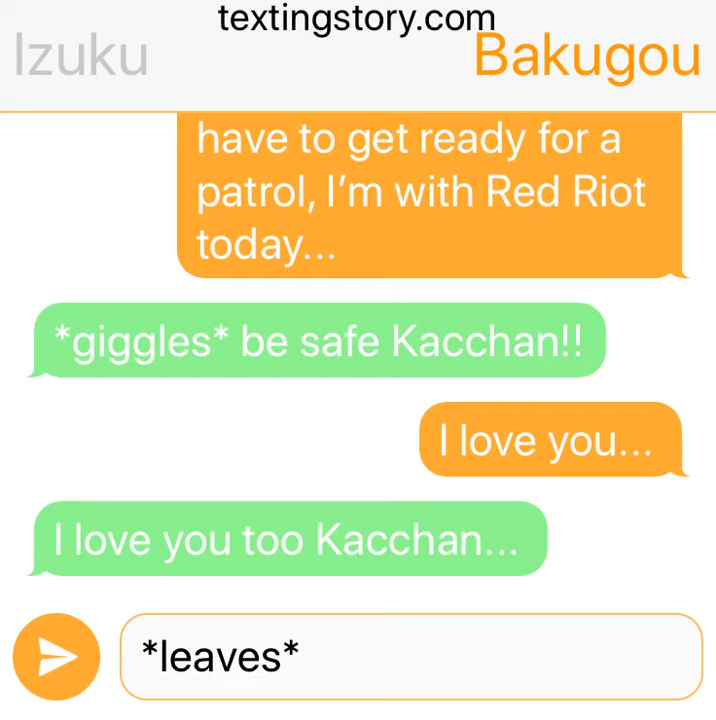 textingstory.com
Izuku
Bakugou
have to get ready for a
patrol, I’m with Red Riot
today...
*giggles* be safe Kacchan!!
I love you...
I love you too Kacchan...
*leaves*